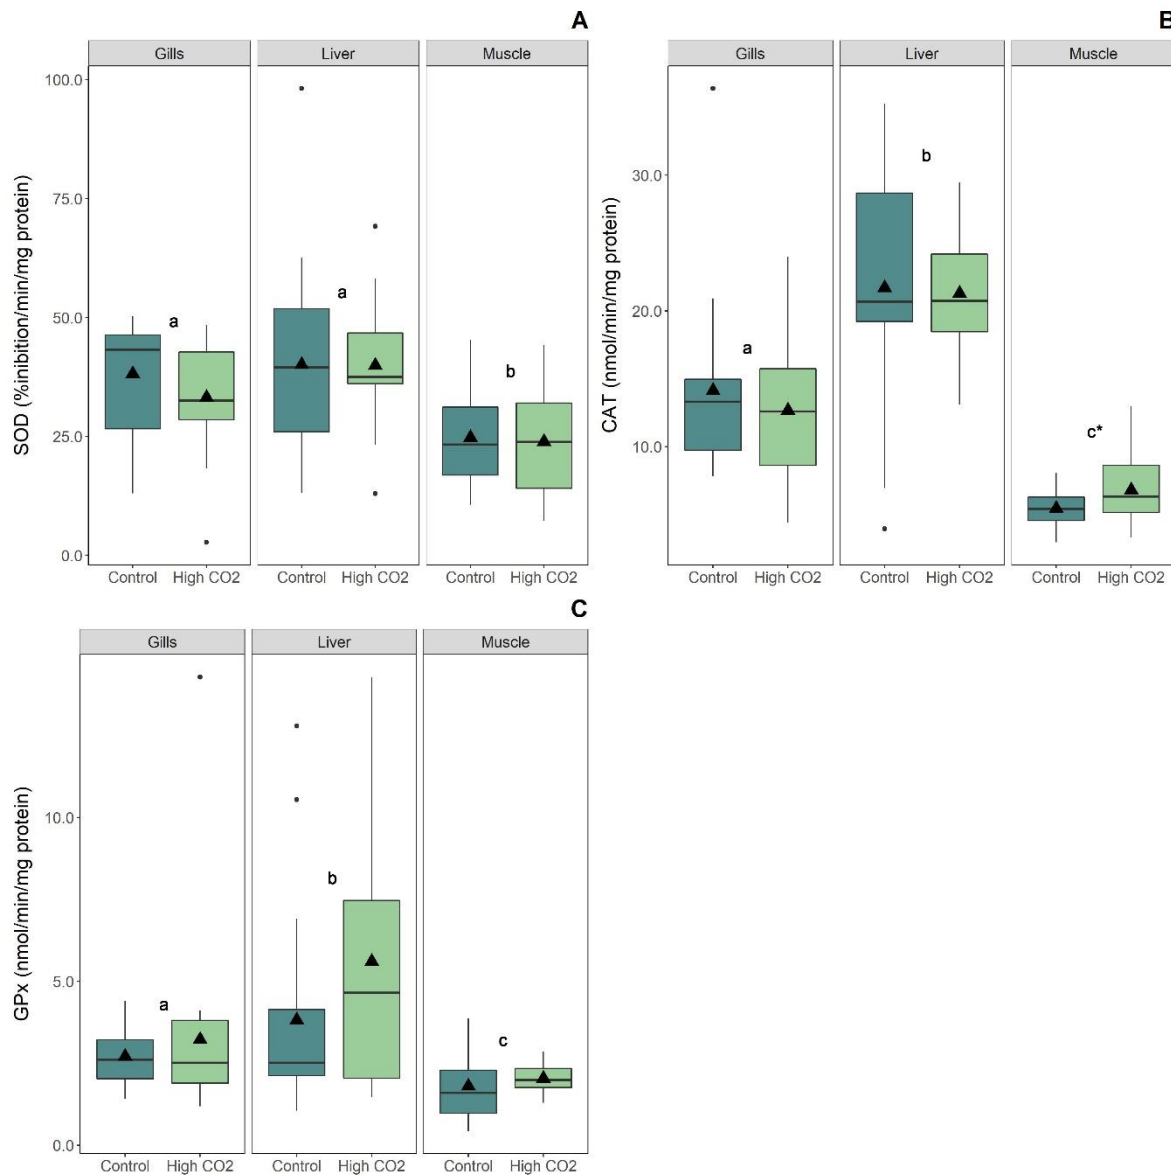 A
Gills Liver Muscle
100.0
75.0
50.0
25.0
0.0
SOD (%inibition/min/mg protein)
a
a
b
Control High CO2 Control High CO2 Control High CO2
B
Gills Liver Muscle
30.0
20.0
10.0
CAT (nmol/min/mg protein)
a
b
c*
Control High CO2 Control High CO2 Control High CO2
C
Gills Liver Muscle
10.0
5.0
0.0
GPx (nmol/min/mg protein)
a
b
c
Control High CO2 Control High CO2 Control High CO2